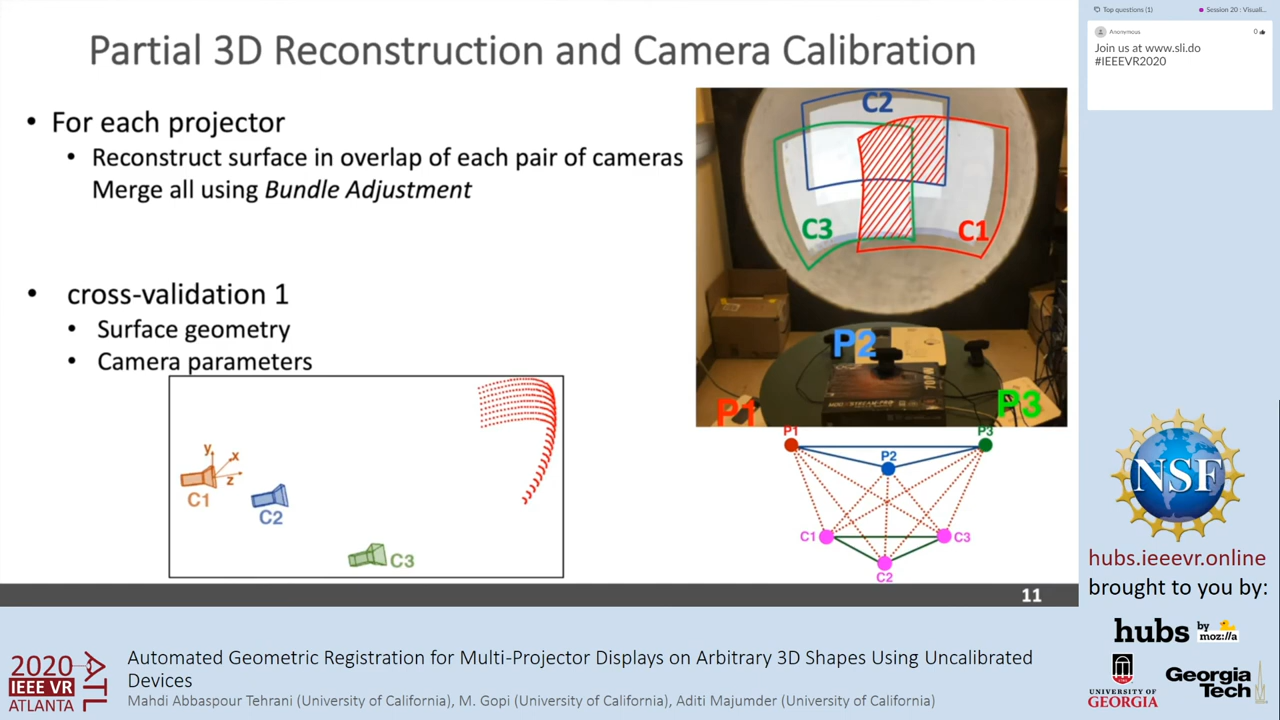 Partial 3D Reconstruction and Camera Calibration
• For each projector
• Reconstruct surface in overlap of each pair of cameras
Merge all using Bundle Adjustment
• cross-validation 1
• Surface geometry
• Camera parameters
y
x
z
C1
C2
C3
C2
C3
C1
P2
P1
P3
P1
P3
P2
C1
C3
C2
11
Top questions (1)
Session 20 : Visuali...
Anonymous
0
Join us at www.sli.do
#IEEEVR2020
NSF
hubs.ieeevr.online
brought to you by:
hubs by
moz://a
UNIVERSITY OF
GEORGIA
Georgia
Tech
2020
IEEE VR
ATLANTA
ATL
Automated Geometric Registration for Multi-Projector Displays on Arbitrary 3D Shapes Using Uncalibrated
Devices
Mahdi Abbaspour Tehrani (University of California), M. Gopi (University of California), Aditi Majumder (University of California)